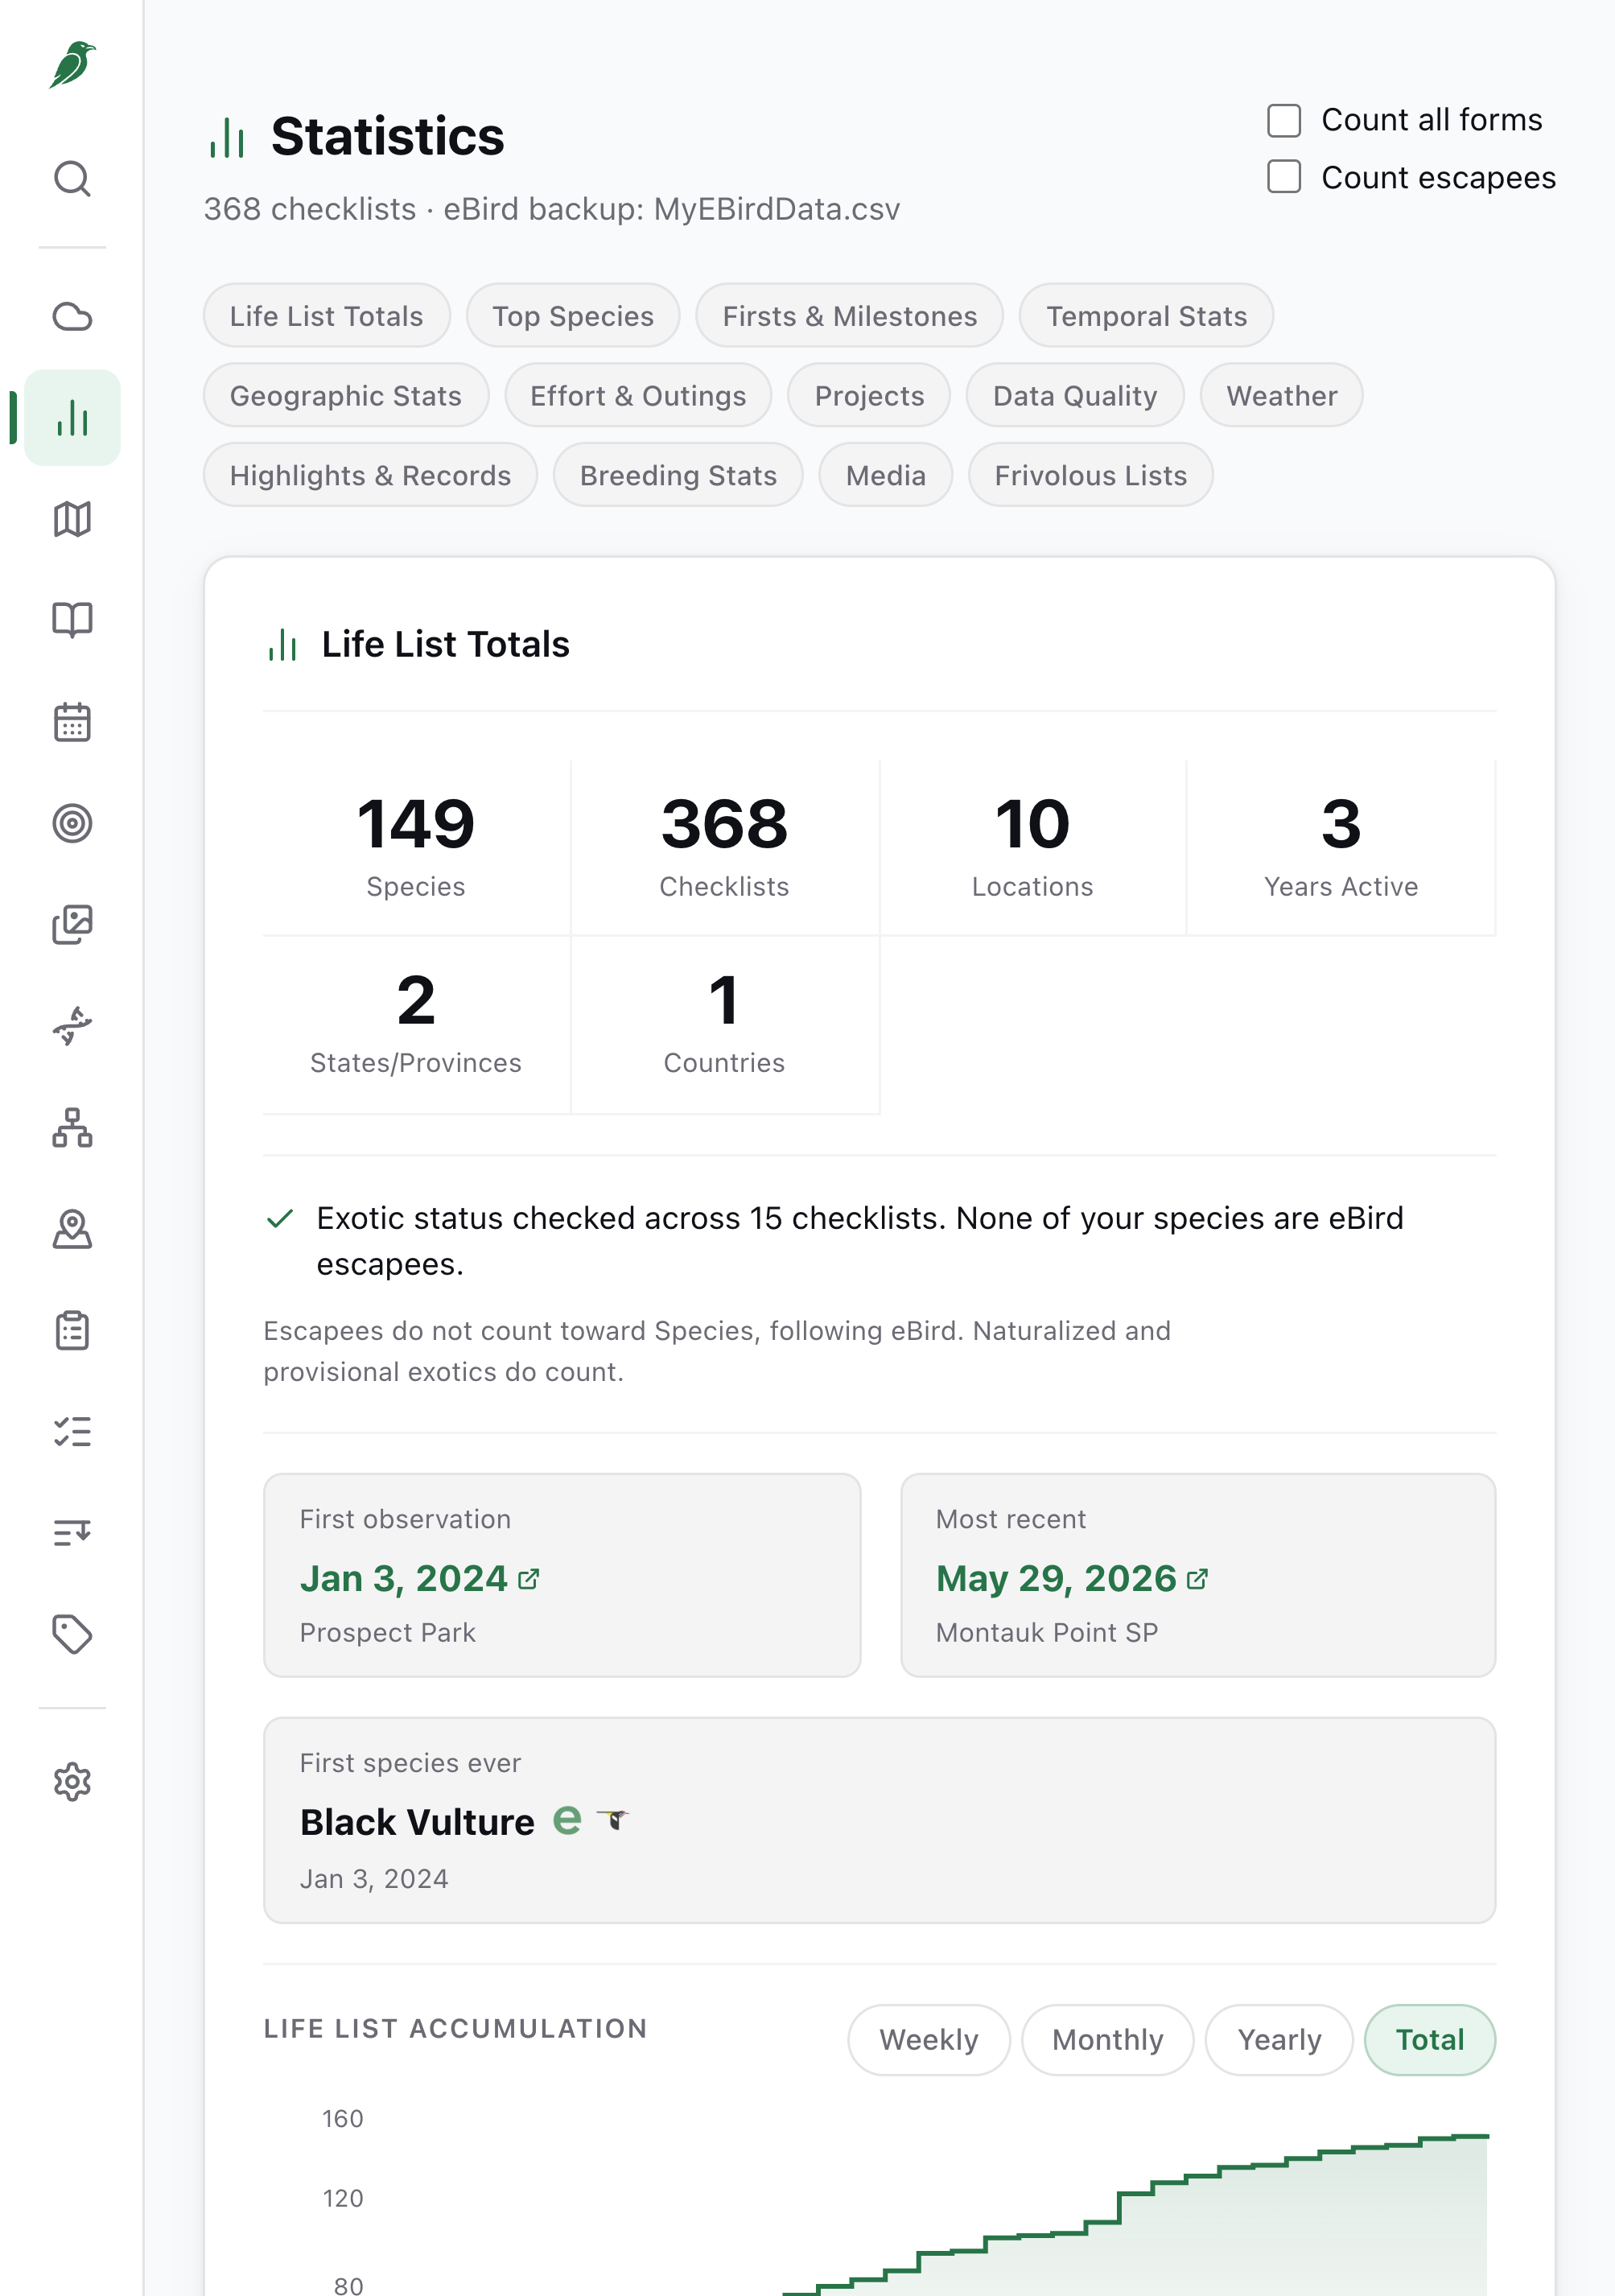 Statistics
Count all forms
Count escapees
368 checklists · eBird backup: MyEBirdData.csv
Life List Totals
Top Species
Firsts & Milestones
Temporal Stats
Geographic Stats
Effort & Outings
Projects
Data Quality
Weather
Highlights & Records
Breeding Stats
Media
Frivolous Lists
Life List Totals
149
Species
368
Checklists
10
Locations
3
Years Active
2
States/Provinces
1
Countries
Exotic status checked across 15 checklists. None of your species are eBird
escapees.
Escapees do not count toward Species, following eBird. Naturalized and
provisional exotics do count.
First observation
Jan 3, 2024
Prospect Park
Most recent
May 29, 2026
Montauk Point SP
First species ever
Black Vulture e
Jan 3, 2024
LIFE LIST ACCUMULATION
Weekly
Monthly
Yearly
Total
160
120
80